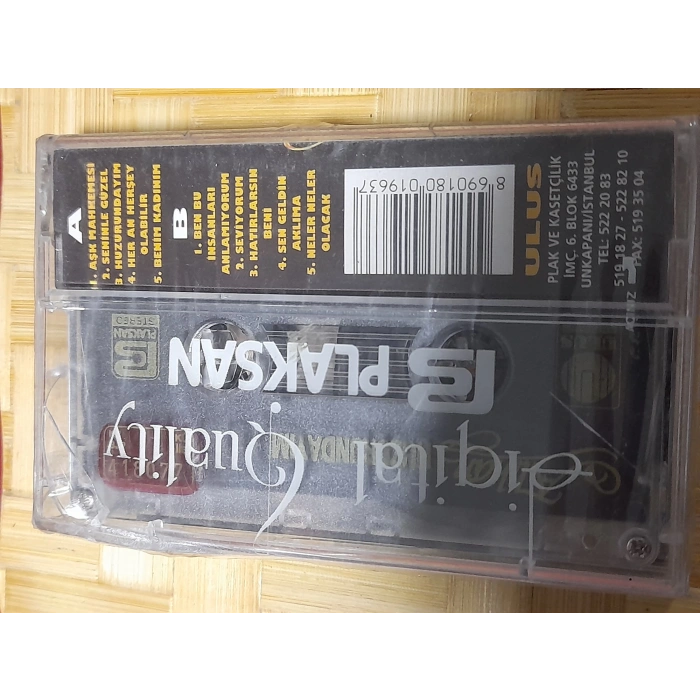 A
1. AŞK MAHKEMESİ
2. SENİNLE GÜZEL
3. HUZURUNDAYIM
4. HER AN HERŞEY
OLABİLİR
5. BENİM KADINIM
B
1. BEN BU
İNSANLARI
ANLAMIYORUM
2. SEVİYORUM
3. HATIRLARSIN
BENİ
4. SEN GELDİN
AKLIMA
5. NELER NELER
OLACAK
8 690180 019637
ULUS
PLAK VE KASETÇİLİK
İMÇ. 6. BLOK 6433
UNKAPANI/İSTANBUL
TEL: 522 20 83
519 18 27 - 522 82 10
FAX: 519 35 04
PLAKSAN
STEREO
PLAKSAN
Digital Quality